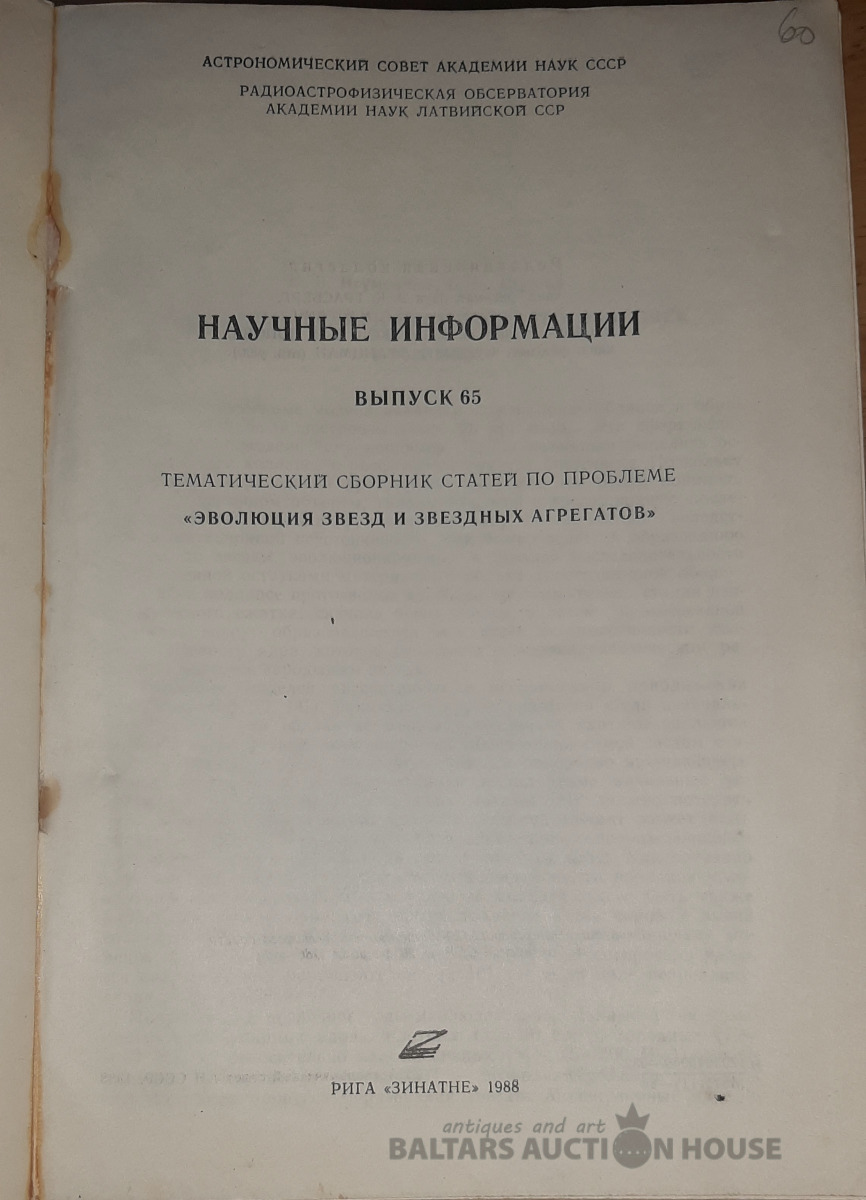 60
АСТРОНОМИЧЕСКИЙ СОВЕТ АКАДЕМИИ НАУК СССР
РАДИОАСТРОФИЗИЧЕСКАЯ ОБСЕРВАТОРИЯ
АКАДЕМИИ НАУК ЛАТВИЙСКОЙ ССР
НАУЧНЫЕ ИНФОРМАЦИИ
ВЫПУСК 65
ТЕМАТИЧЕСКИЙ СБОРНИК СТАТЕЙ ПО ПРОБЛЕМЕ
«ЭВОЛЮЦИЯ ЗВЕЗД И ЗВЕЗДНЫХ АГРЕГАТОВ»
РИГА «ЗИНАТНЕ» 1988
antiques and art
BALTARS AUCTION HOUSE